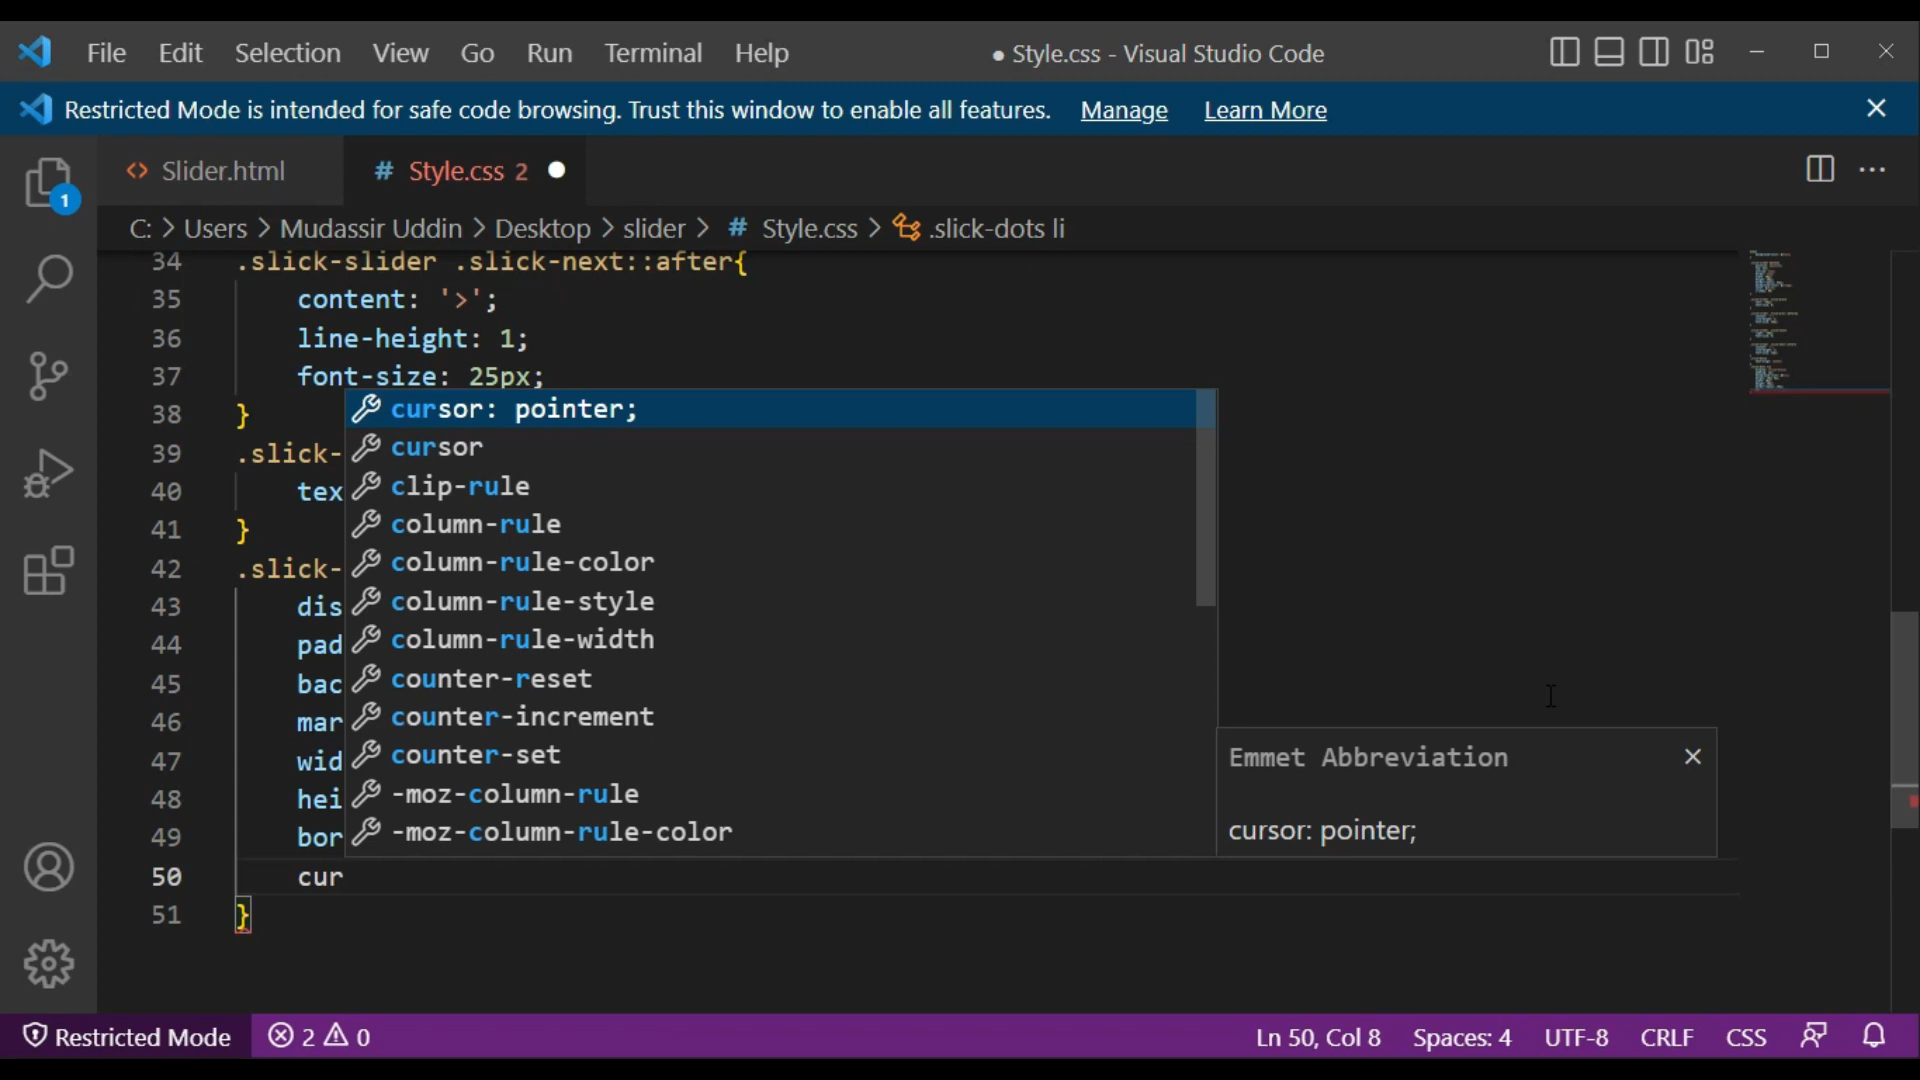 File Edit Selection View Go Run Terminal Help
● Style.css - Visual Studio Code
Restricted Mode is intended for safe code browsing. Trust this window to enable all features. Manage Learn More
<> Slider.html
# Style.css 2 ●
C: > Users > Mudassir Uddin > Desktop > slider > # Style.css > .slick-dots li
34 .slick-slider .slick-next::after{
35 content: '>';
36 line-height: 1;
37 font-size: 25px;
38 }
39 .slick-
40 tex
41 }
42 .slick-
43 dis
44 pad
45 bac
46 mar
47 wid
48 hei
49 bor
50 cur
51 }
cursor: pointer;
cursor
clip-rule
column-rule
column-rule-color
column-rule-style
column-rule-width
counter-reset
counter-increment
counter-set
-moz-column-rule
-moz-column-rule-color
Emmet Abbreviation
cursor: pointer;
1
Restricted Mode 2 0
Ln 50, Col 8 Spaces: 4 UTF-8 CRLF CSS